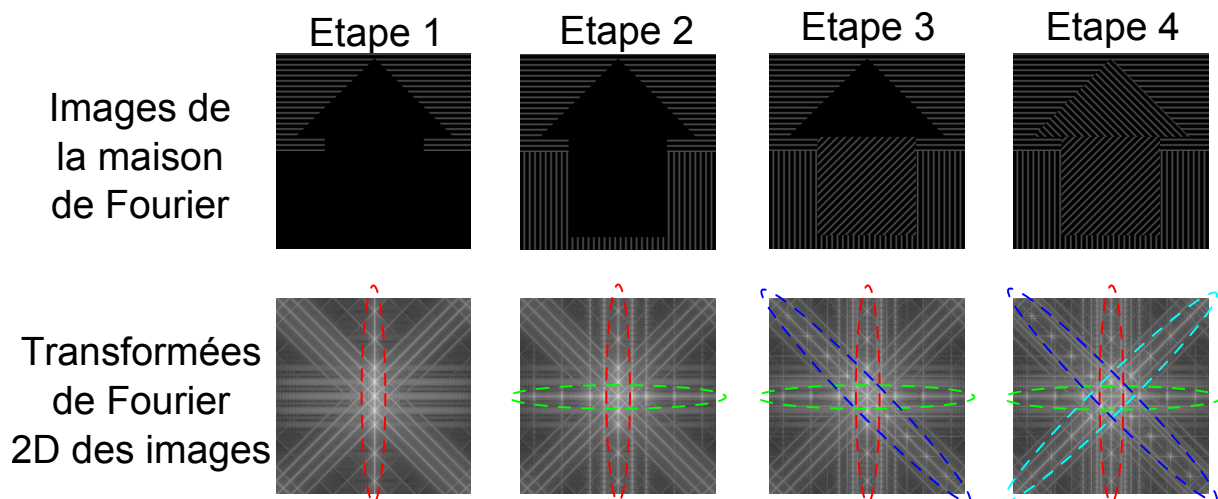 Etape 1
Etape 2
Etape 3
Etape 4
Images de
la maison
de Fourier
Transformées
de Fourier
2D des images